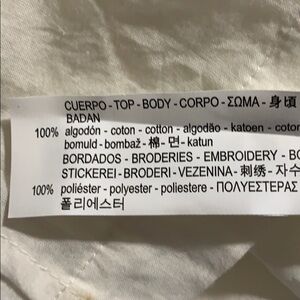 CUERPO - TOP - BODY - CORPO - ΣΩΜΑ - 身頃
BADAN
100% algodón - coton - cotton - algodão - katoen - coton
bomuld - bombaž - 棉 - 면 - katun
BORDADOS - BRODERIES - EMBROIDERY - BO
STICKEREI - BRODERI - VEZENINA - 刺绣 - 자수
100% poliéster - polyester - poliestere - ΠΟΛΥΕΣΤΕΡΑΣ
폴리에스터